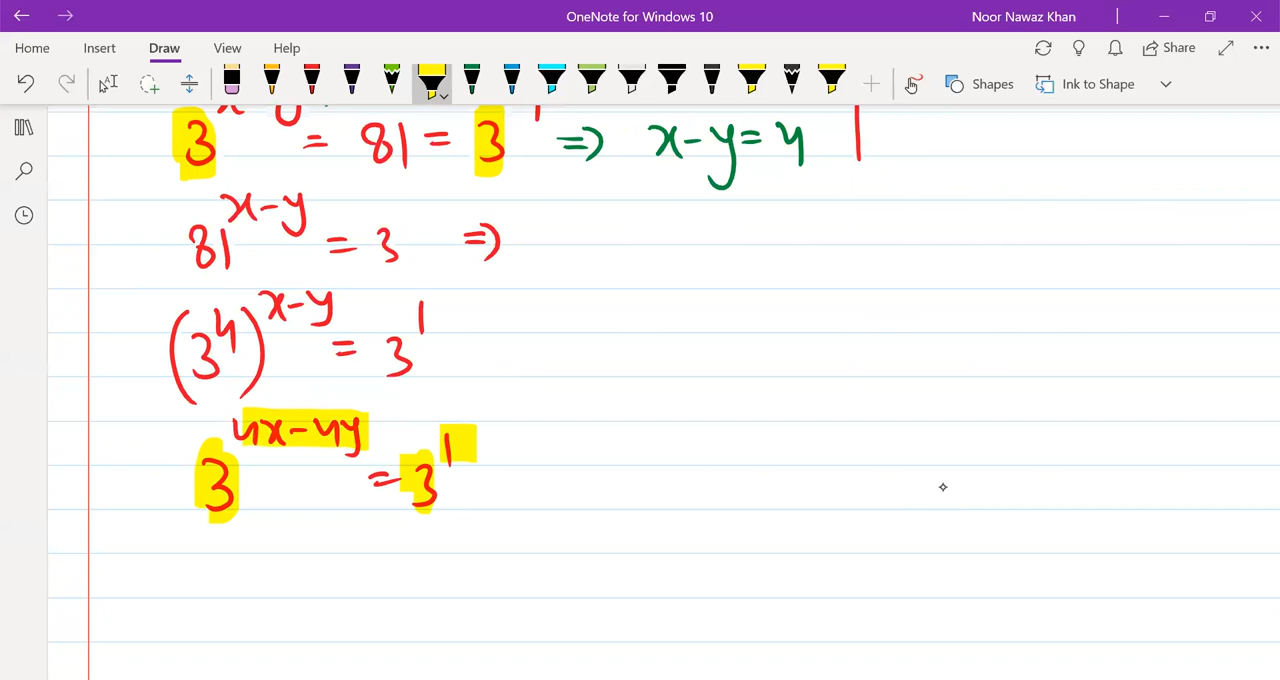 OneNote for Windows 10 Noor Nawaz Khan
Home Insert Draw View Help Share
Shapes Ink to Shape
3^(x-y) = 81 = 3 => x-y=4
81^(x-y) = 3 =>
(3^4)^(x-y) = 3^1
3^(4x-4y) = 3^1